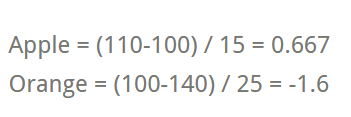 Apple = (110-100) / 15 = 0.667
Orange = (100-140) / 25 = -1.6